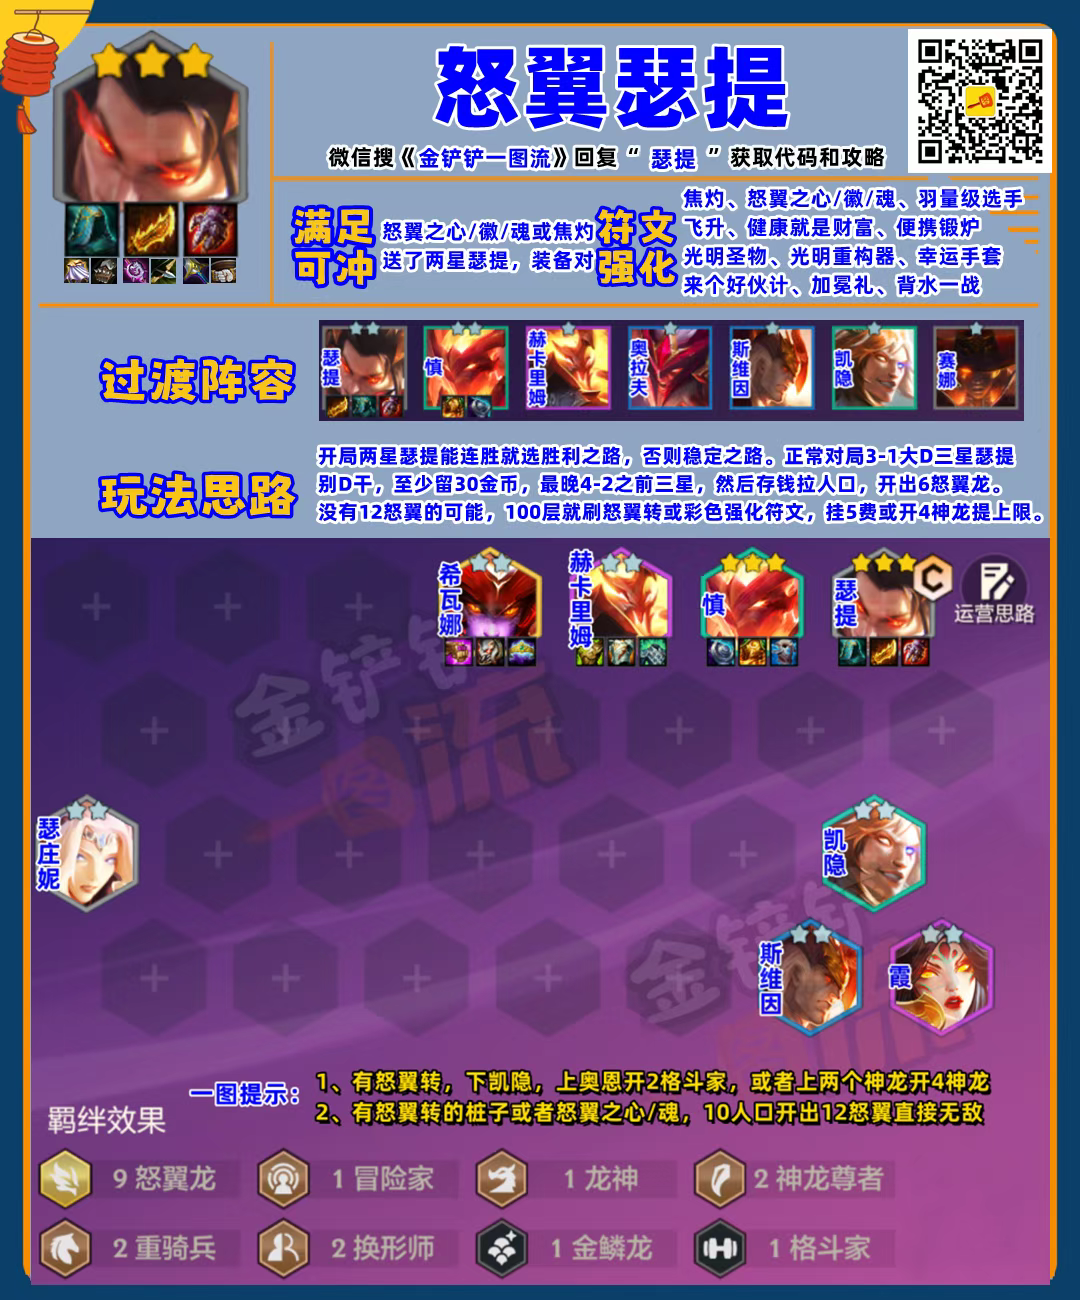 怒翼瑟提
微信搜《金铲铲一图流》回复“ 瑟提 ”获取代码和攻略
满足
可冲
怒翼之心/徽/魂或焦灼
送了两星瑟提，装备对
符文
强化
焦灼、怒翼之心/徽/魂、羽量级选手
飞升、健康就是财富、便携锻炉
光明圣物、光明重构器、幸运手套
来个好伙计、加冕礼、背水一战
过渡阵容
瑟提
慎
赫卡里姆
奥拉夫
斯维因
凯隐
赛娜
玩法思路
开局两星瑟提能连胜就选胜利之路，否则稳定之路。正常对局3-1大D三星瑟提
别D干，至少留30金币，最晚4-2之前三星，然后存钱拉人口，开出6怒翼龙。
没有12怒翼的可能，100层就刷怒翼转或彩色强化符文，挂5费或开4神龙提上限。
希瓦娜
赫卡里姆
慎
瑟提
C
运营思路
金铲铲
一图流
瑟庄妮
凯隐
金铲铲
斯维因
霞
一图提示：
1、有怒翼转，下凯隐，上奥恩开2格斗家，或者上两个神龙开4神龙
2、有怒翼转的桩子或者怒翼之心/魂，10人口开出12怒翼直接无敌
羁绊效果
9 怒翼龙
1 冒险家
1 龙神
2 神龙尊者
2 重骑兵
2 换形师
1 金鳞龙
1 格斗家